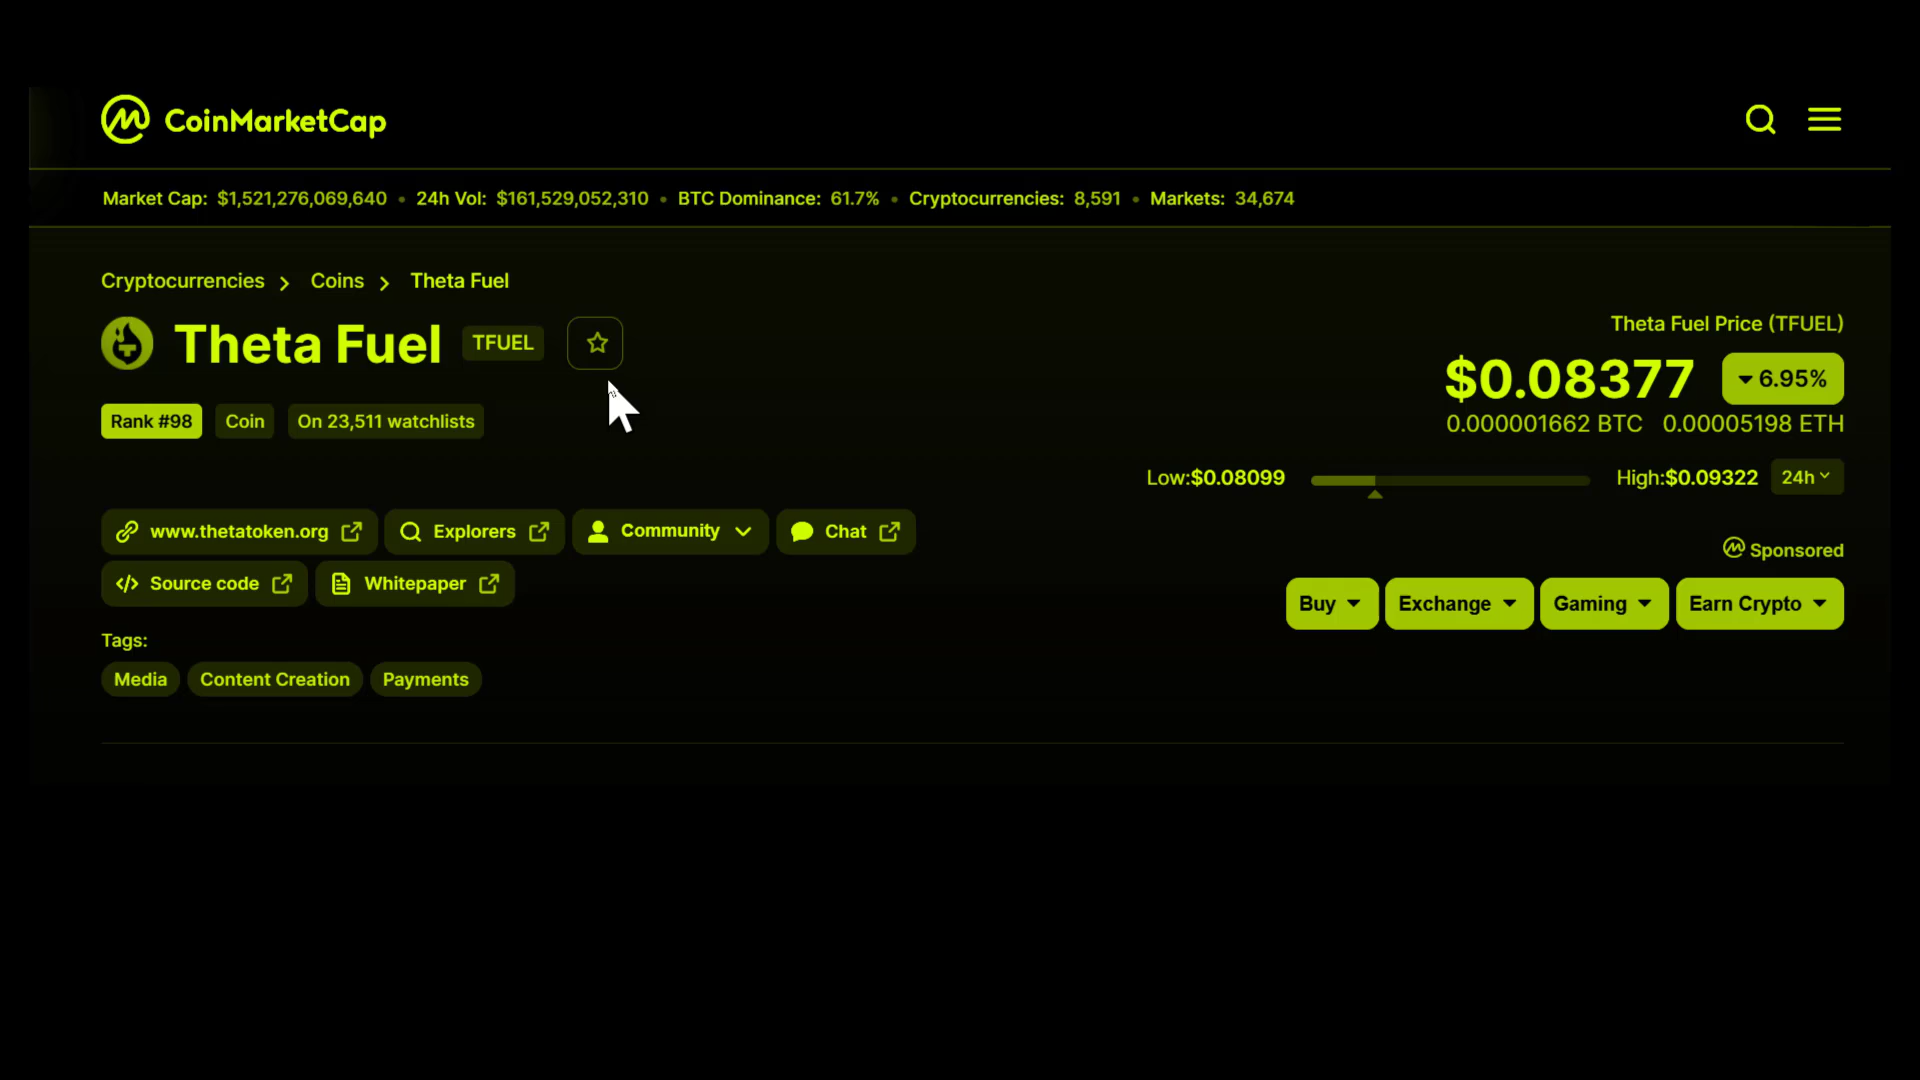 CoinMarketCap
Market Cap: $1,521,276,069,640 • 24h Vol: $161,529,052,310 • BTC Dominance: 61.7% • Cryptocurrencies: 8,591 • Markets: 34,674
Cryptocurrencies > Coins > Theta Fuel
Theta Fuel TFUEL
Rank #98 Coin On 23,511 watchlists
Theta Fuel Price (TFUEL)
$0.08377 6.95%
0.000001662 BTC 0.00005198 ETH
Low:$0.08099 High:$0.09322 24h
www.thetatoken.org Explorers Community Chat
Source code Whitepaper
Sponsored
Buy Exchange Gaming Earn Crypto
Tags:
Media Content Creation Payments